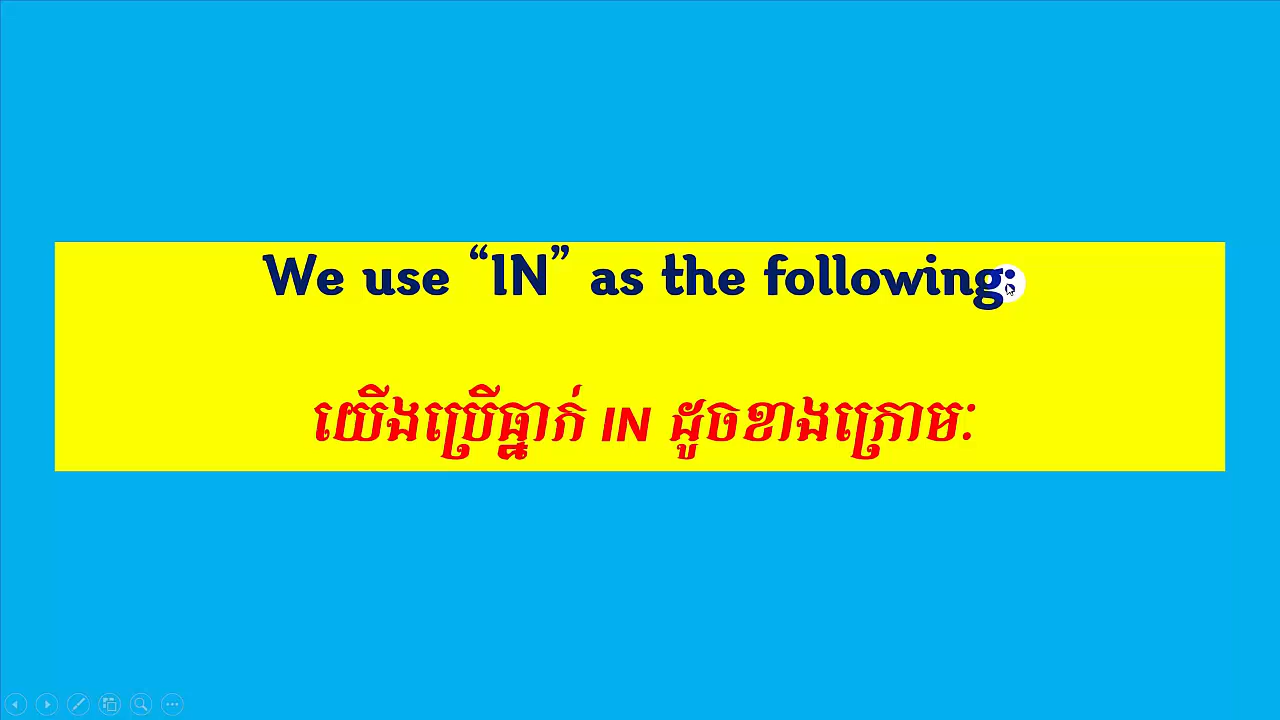 We use “IN” as the following:
យើងប្រើធ្នាក់ IN ដូចខាងក្រោម: